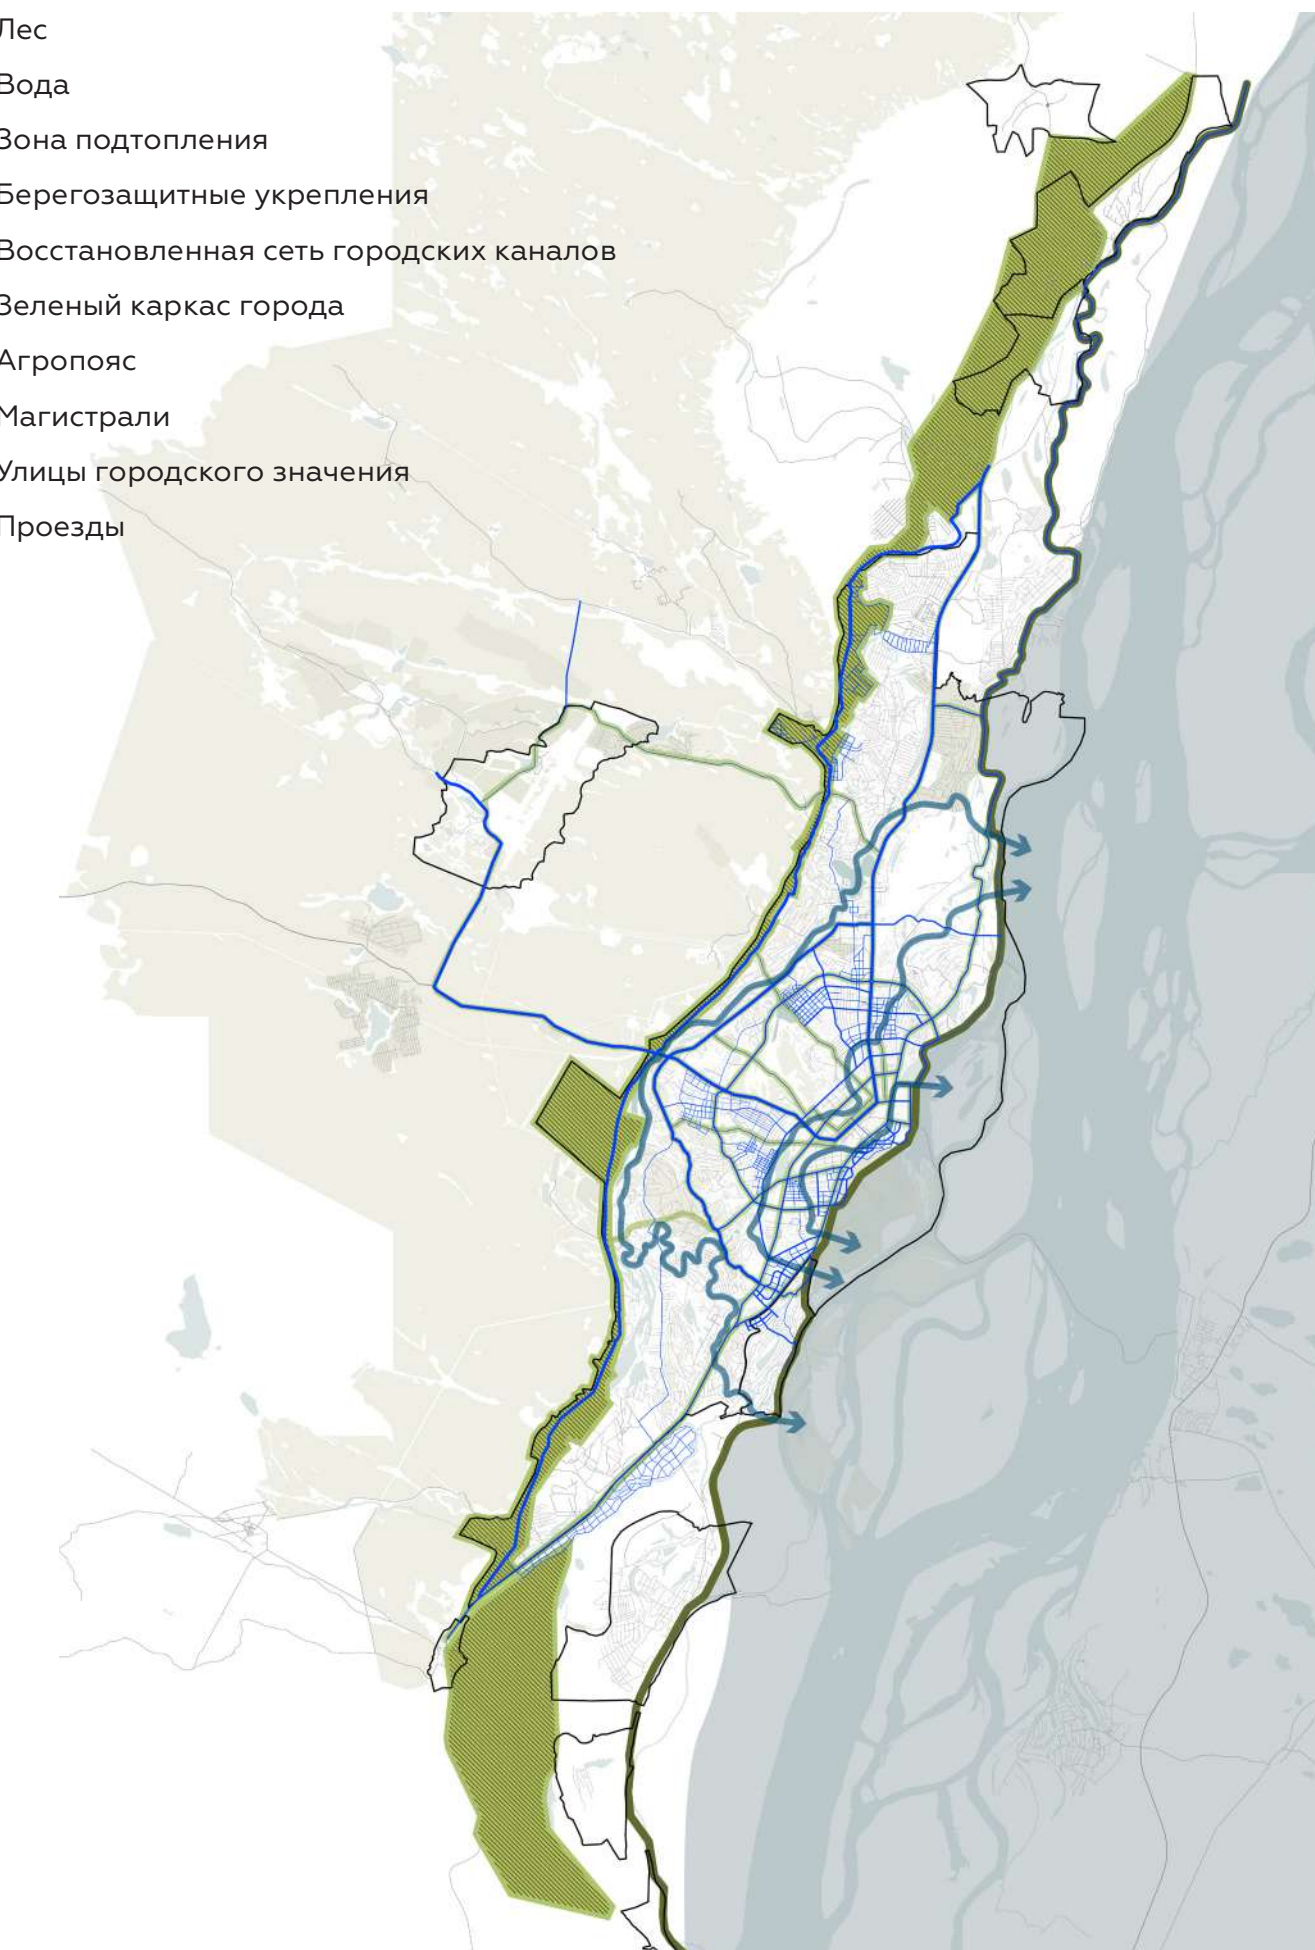 Лес
Вода
Зона подтопления
Берегозащитные укрепления
Восстановленная сеть городских каналов
Зеленый каркас города
Агропояс
Магистрали
Улицы городского значения
Проезды